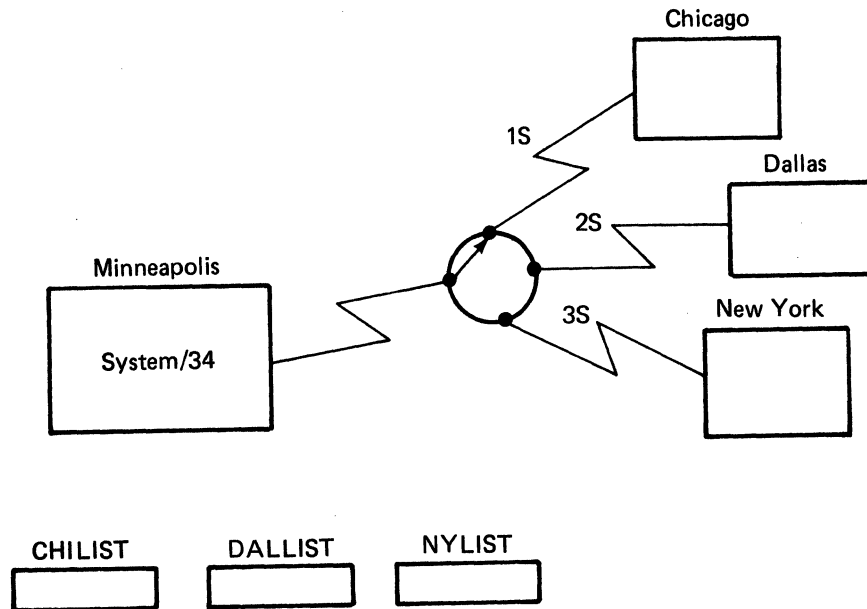 Chicago
1S
Dallas
2S
Minneapolis
New York
3S
System/34
CHILIST DALLIST NYLIST